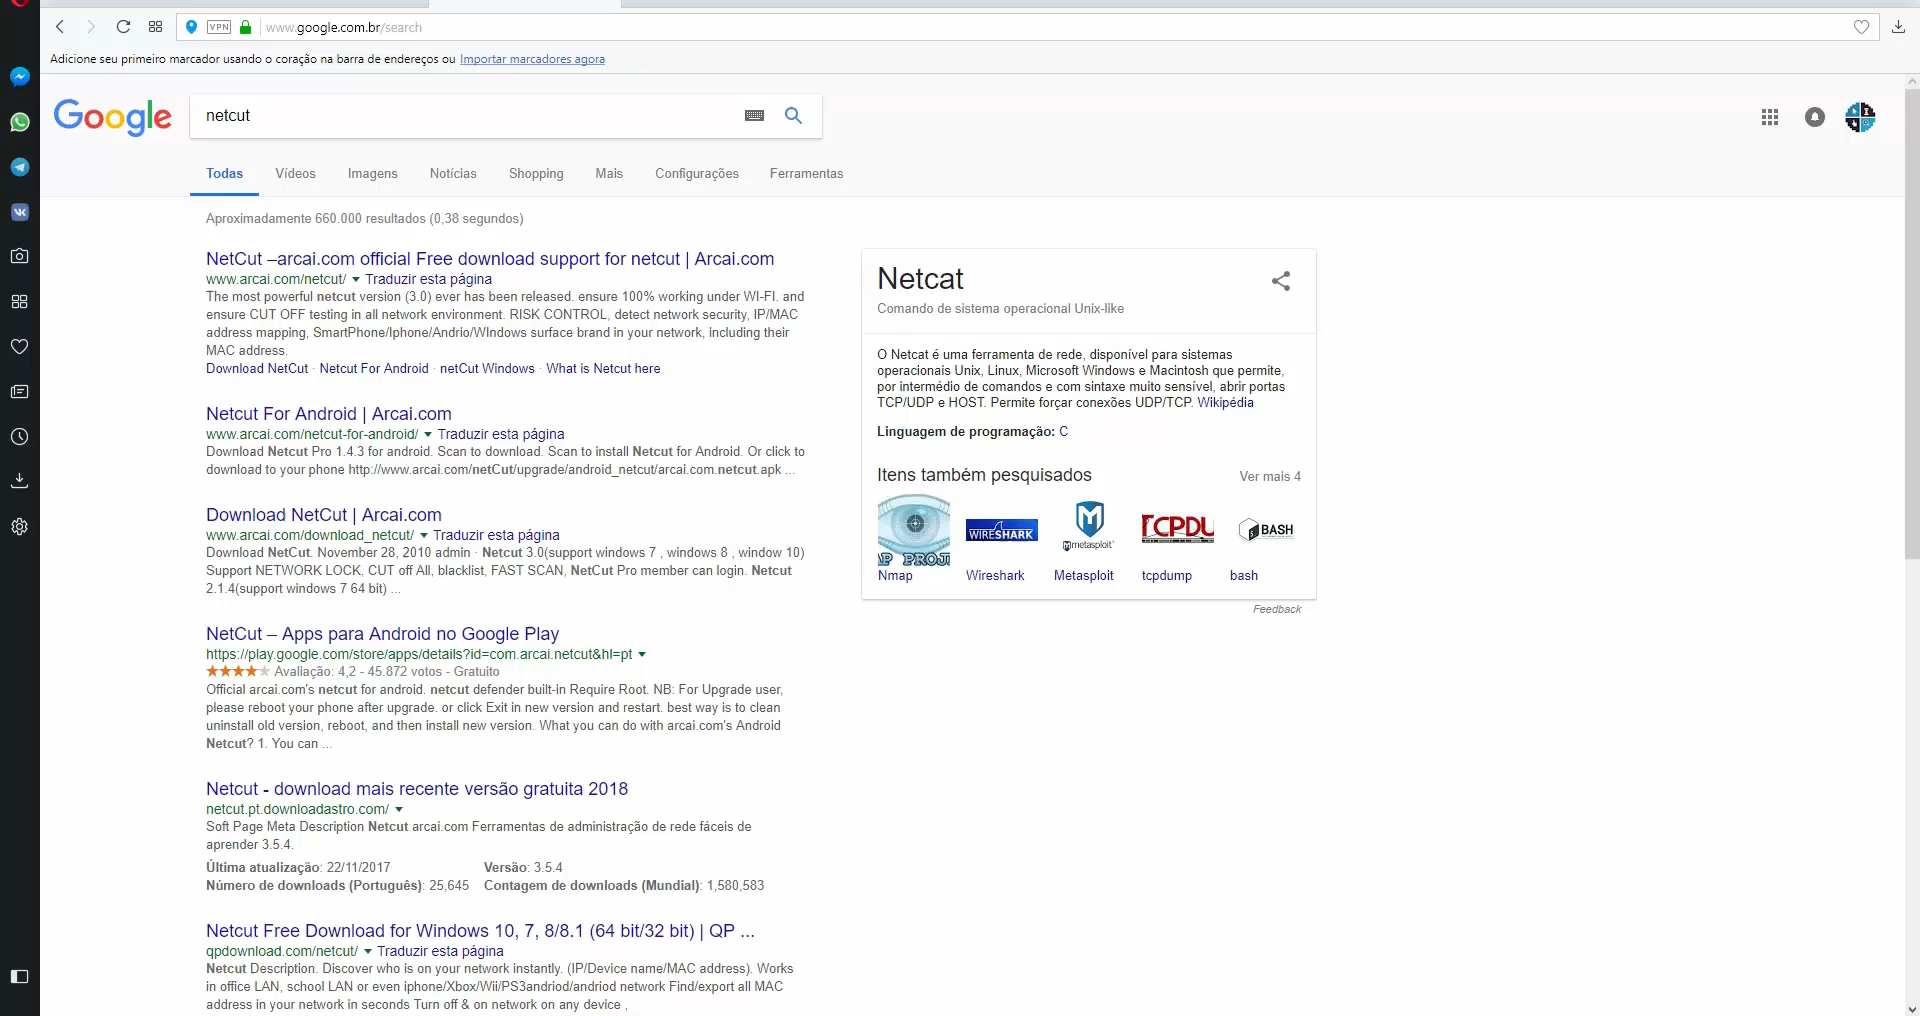 VPN
www.google.com.br/search
Adicione seu primeiro marcador usando o coração na barra de endereços ou Importar marcadores agora
Google
netcut
Todas Vídeos Imagens Notícias Shopping Mais Configurações Ferramentas
Aproximadamente 660.000 resultados (0,38 segundos)
NetCut –arcai.com official Free download support for netcut | Arcai.com
www.arcai.com/netcut/ Traduzir esta página
The most powerful netcut version (3.0) ever has been released. ensure 100% working under WI-FI. and
ensure CUT OFF testing in all network environment. RISK CONTROL, detect network security, IP/MAC
address mapping, SmartPhone/Iphone/Andrio/WIndows surface brand in your network, including their
MAC address.
Download NetCut · Netcut For Android · netCut Windows · What is Netcut here
Netcut For Android | Arcai.com
www.arcai.com/netcut-for-android/ Traduzir esta página
Download Netcut Pro 1.4.3 for android. Scan to download. Scan to install Netcut for Android. Or click to
download to your phone http://www.arcai.com/netCut/upgrade/android_netcut/arcai.com.netcut.apk ...
Download NetCut | Arcai.com
www.arcai.com/download_netcut/ Traduzir esta página
Download NetCut. November 28, 2010 admin · Netcut 3.0(support windows 7 , windows 8 , window 10)
Support NETWORK LOCK, CUT off All, blacklist, FAST SCAN, NetCut Pro member can login. Netcut
2.1.4(support windows 7 64 bit) ...
NetCut – Apps para Android no Google Play
https://play.google.com/store/apps/details?id=com.arcai.netcut&hl=pt
Avaliação: 4,2 - 45.872 votos - Gratuito
Official arcai.com's netcut for android. netcut defender built-in Require Root. NB: For Upgrade user,
please reboot your phone after upgrade. or click Exit in new version and restart. best way is to clean
uninstall old version, reboot, and then install new version. What you can do with arcai.com's Android
Netcut? 1. You can ...
Netcut - download mais recente versão gratuita 2018
netcut.pt.downloadastro.com/
Soft Page Meta Description Netcut arcai.com Ferramentas de administração de rede fáceis de
aprender 3.5.4.
Última atualização: 22/11/2017 Versão: 3.5.4
Número de downloads (Português): 25,645 Contagem de downloads (Mundial): 1,580,583
Netcut Free Download for Windows 10, 7, 8/8.1 (64 bit/32 bit) | QP ...
qpdownload.com/netcut/ Traduzir esta página
Netcut Description. Discover who is on your network instantly. (IP/Device name/MAC address). Works
in office LAN, school LAN or even iphone/Xbox/Wii/PS3andriod/andriod network Find/export all MAC
address in your network in seconds Turn off & on network on any device ,
Netcat
Comando de sistema operacional Unix-like
O Netcat é uma ferramenta de rede, disponível para sistemas
operacionais Unix, Linux, Microsoft Windows e Macintosh que permite,
por intermédio de comandos e com sintaxe muito sensível, abrir portas
TCP/UDP e HOST. Permite forçar conexões UDP/TCP. Wikipédia
Linguagem de programação: C
Itens também pesquisados Ver mais 4
AP PROJ WIRESHARK metasploit TCPDU BASH
Nmap Wireshark Metasploit tcpdump bash
Feedback